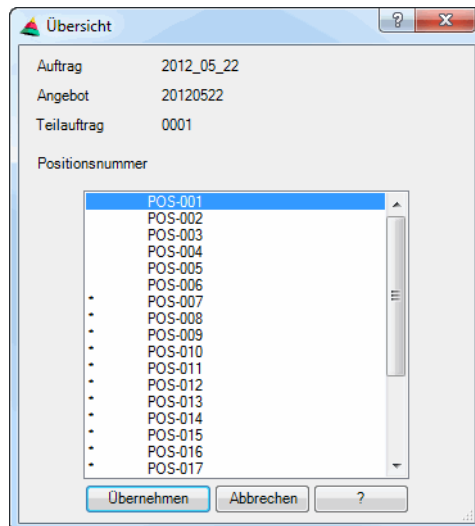 Übersicht
Auftrag 2012_05_22
Angebot 20120522
Teilauftrag 0001
Positionsnummer
POS-001
POS-002
POS-003
POS-004
POS-005
POS-006
* POS-007
* POS-008
* POS-009
* POS-010
* POS-011
* POS-012
* POS-013
* POS-014
* POS-015
* POS-016
* POS-017
Übernehmen Abbrechen ?